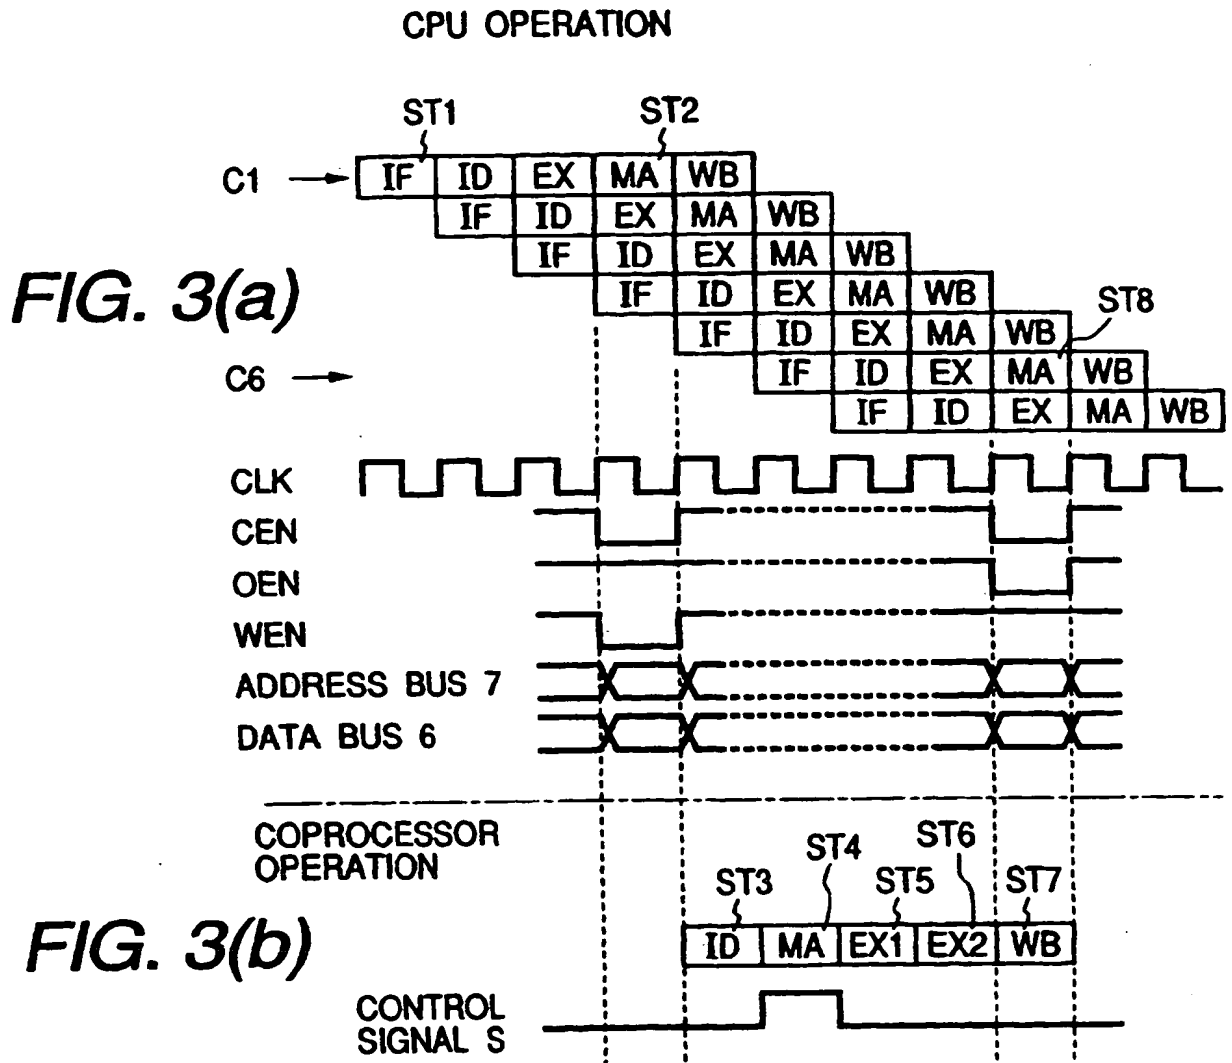 CPU OPERATION
ST1 ST2
C1 IF ID EX MA WB
IF ID EX MA WB
IF ID EX MA WB
FIG. 3(a)
IF ID EX MA WB
ST8
IF ID EX MA WB
C6 IF ID EX MA WB
IF ID EX MA WB
CLK
CEN
OEN
WEN
ADDRESS BUS 7
DATA BUS 6
COPROCESSOR
OPERATION
ST3 ST4 ST5 ST6 ST7
FIG. 3(b)
ID MA EX1 EX2 WB
CONTROL
SIGNAL S